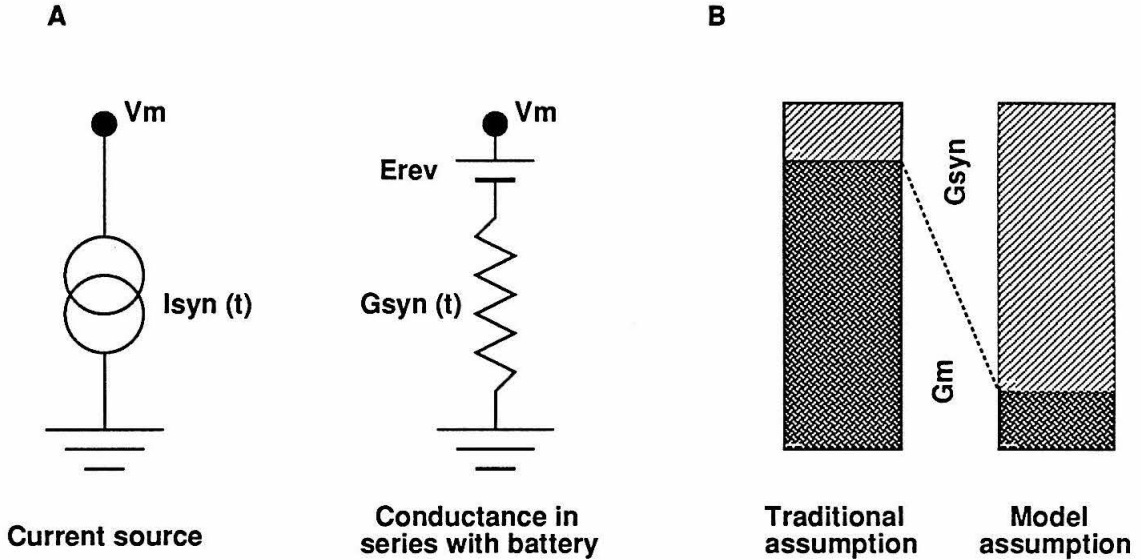 A
B
Vm
Vm
Erev
Isyn (t)
Gsyn (t)
Gsyn
Gm
Current source
Conductance in
series with battery
Traditional
assumption
Model
assumption